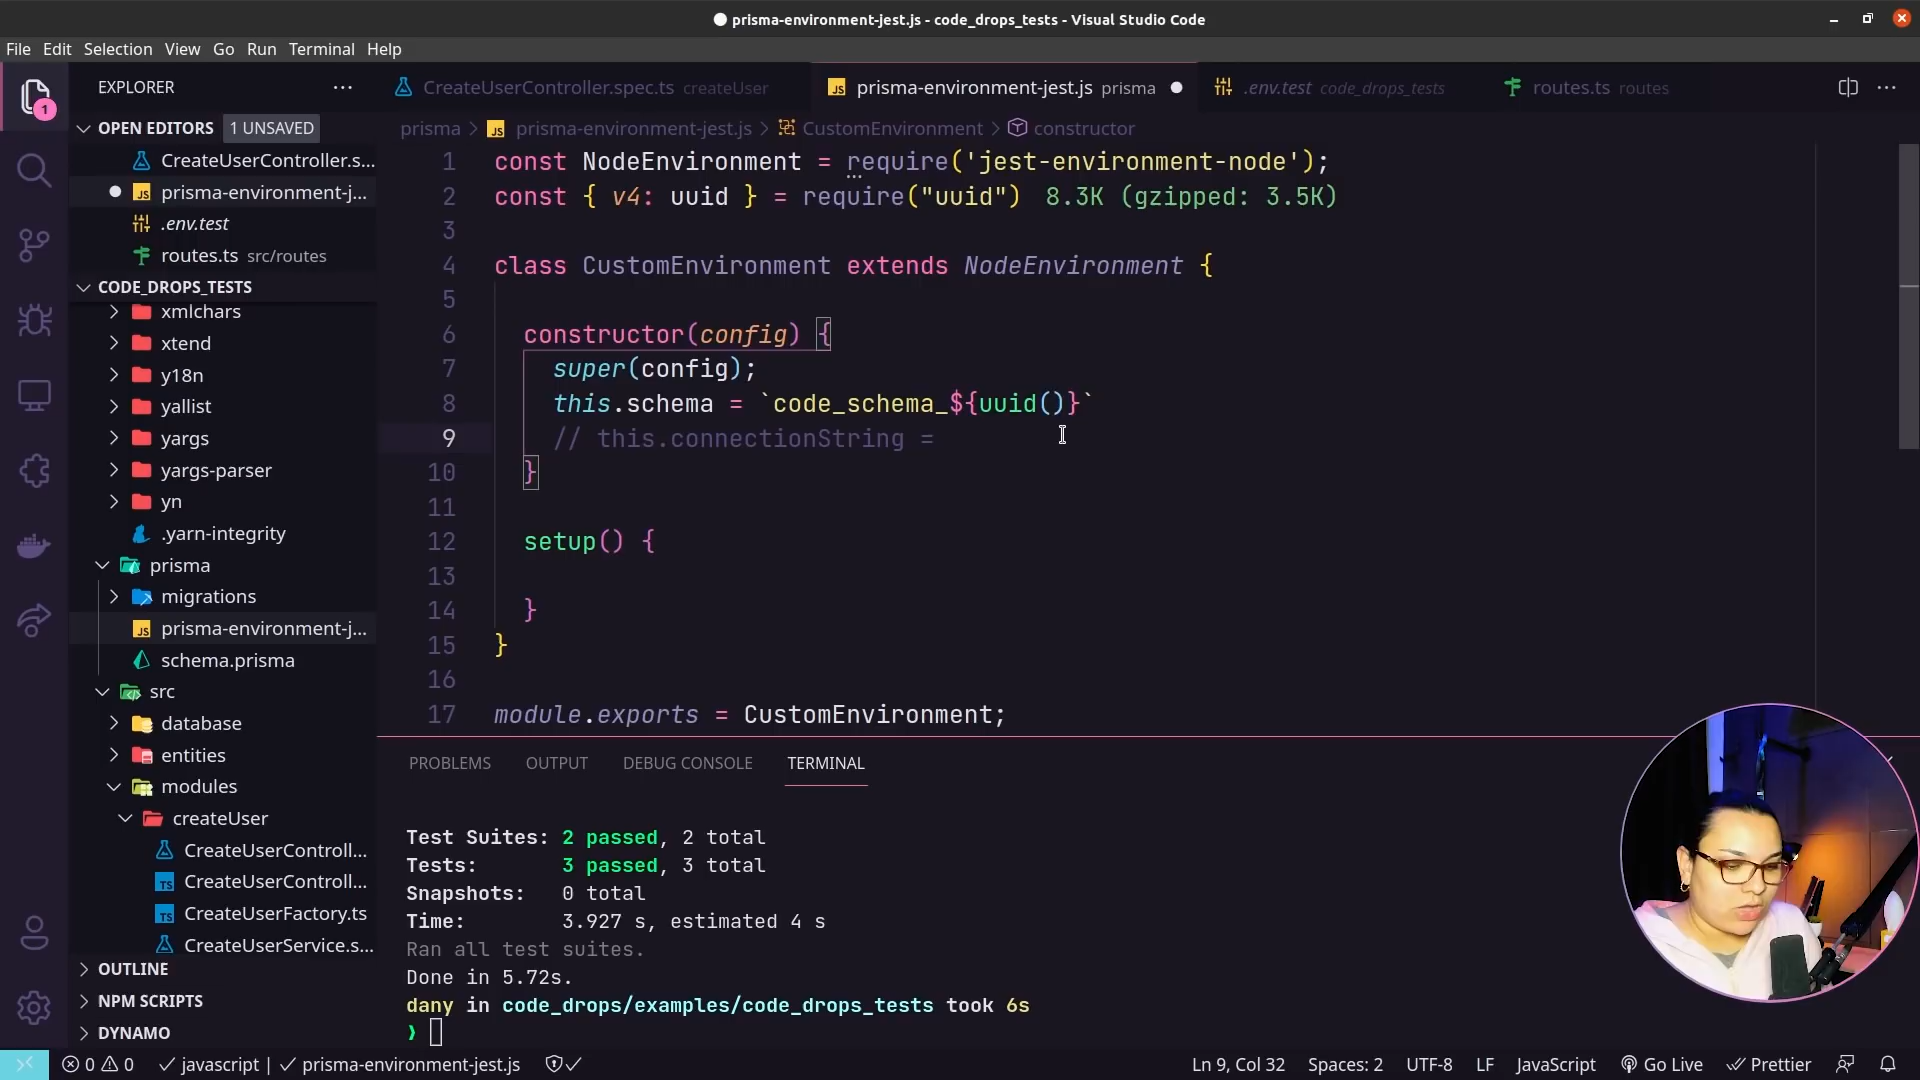 prisma-environment-jest.js - code_drops_tests - Visual Studio Code
File Edit Selection View Go Run Terminal Help
EXPLORER
CreateUserController.spec.ts createUser
prisma-environment-jest.js prisma
.env.test code_drops_tests
routes.ts routes
1
OPEN EDITORS 1 UNSAVED
CreateUserController.s...
prisma-environment-j...
.env.test
routes.ts src/routes
CODE_DROPS_TESTS
xmlchars
xtend
y18n
yallist
yargs
yargs-parser
yn
.yarn-integrity
prisma
migrations
prisma-environment-j...
schema.prisma
src
database
entities
modules
createUser
CreateUserControll...
CreateUserControll...
CreateUserFactory.ts
CreateUserService.s...
OUTLINE
NPM SCRIPTS
DYNAMO
prisma > JS prisma-environment-jest.js > CustomEnvironment > constructor
1 const NodeEnvironment = require('jest-environment-node');
2 const { v4: uuid } = require("uuid") 8.3K (gzipped: 3.5K)
3
4 class CustomEnvironment extends NodeEnvironment {
5
6 constructor(config) {
7 super(config);
8 this.schema = `code_schema_${uuid()}`
9 // this.connectionString =
10 }
11
12 setup() {
13
14 }
15 }
16
17 module.exports = CustomEnvironment;
PROBLEMS OUTPUT DEBUG CONSOLE TERMINAL
Test Suites: 2 passed, 2 total
Tests: 3 passed, 3 total
Snapshots: 0 total
Time: 3.927 s, estimated 4 s
Ran all test suites.
Done in 5.72s.
dany in code_drops/examples/code_drops_tests took 6s
❯
0 0 javascript | prisma-environment-jest.js Ln 9, Col 32 Spaces: 2 UTF-8 LF JavaScript Go Live Prettier